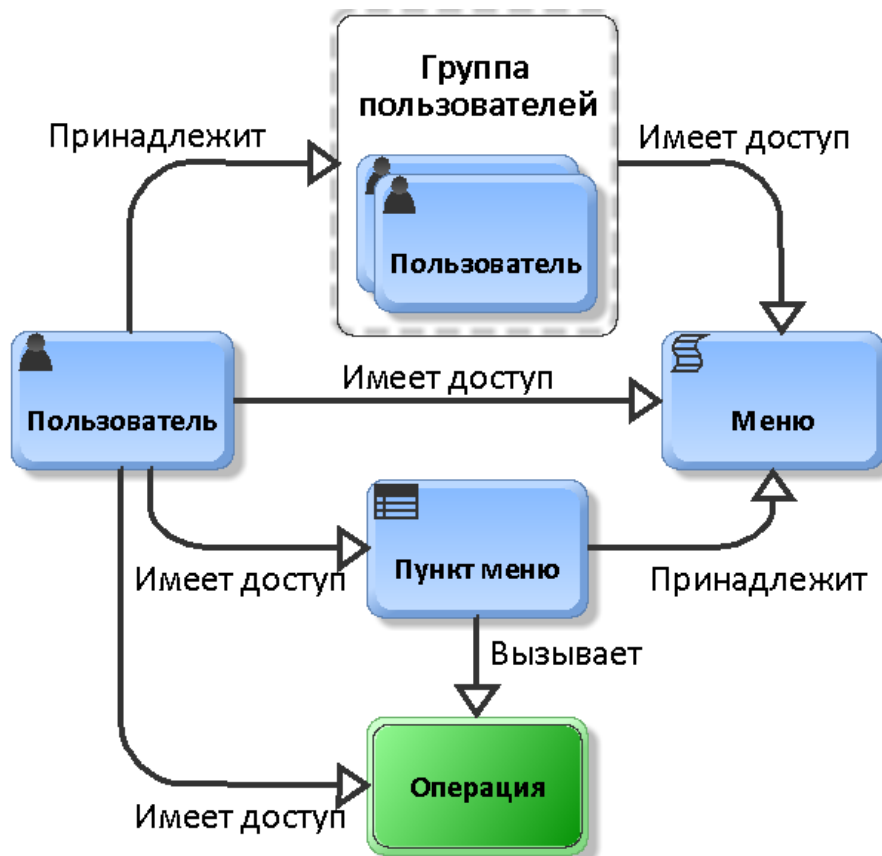 Группа
пользователей
Принадлежит
Имеет доступ
Пользователь
Имеет доступ
Пользователь
Меню
Имеет доступ
Пункт меню
Принадлежит
Вызывает
Операция
Имеет доступ